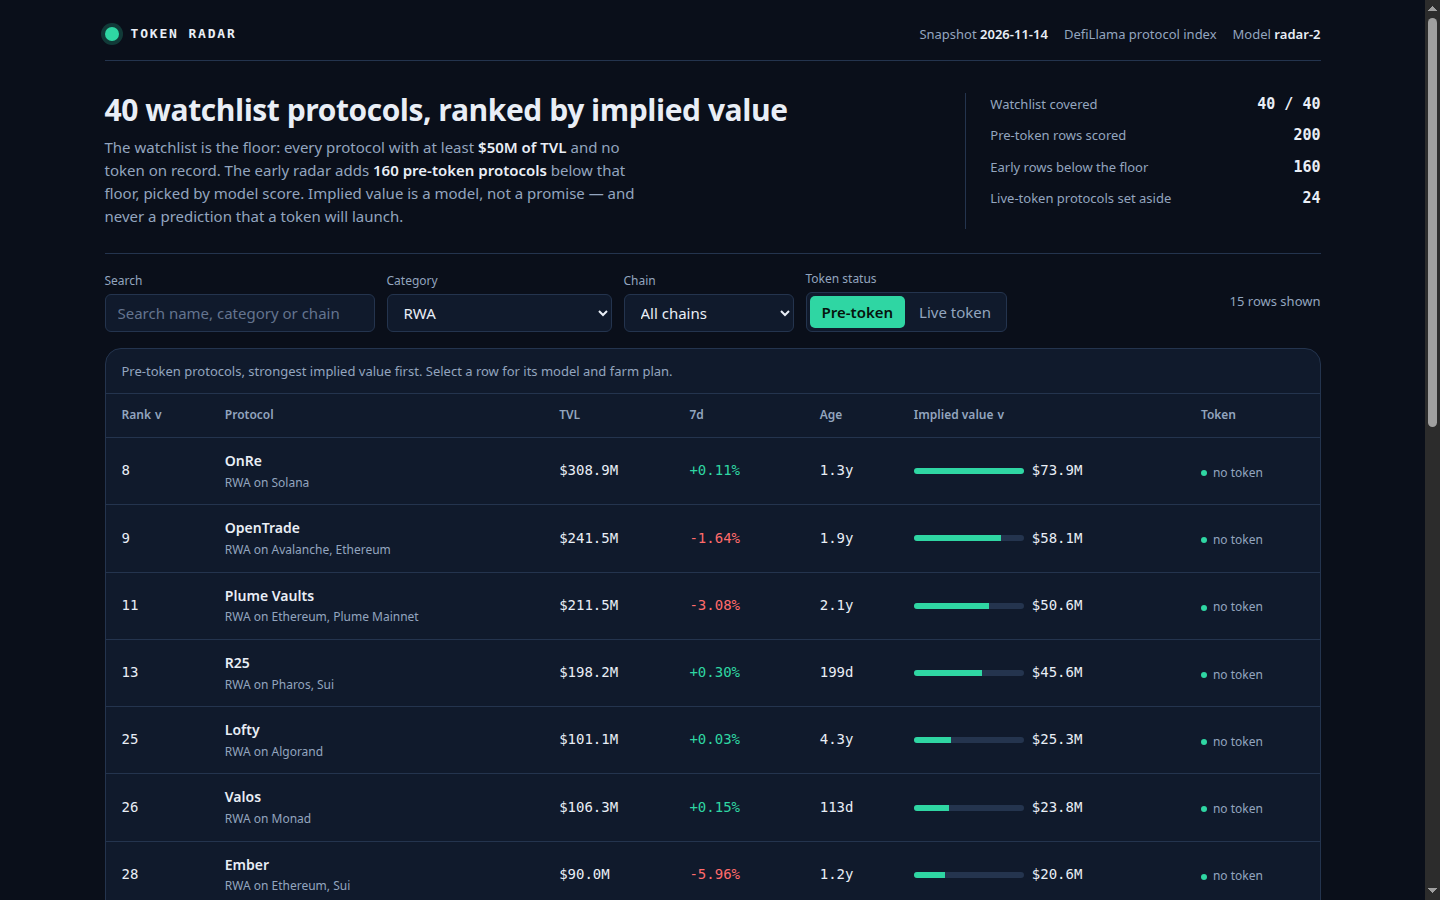 TOKEN RADAR
Snapshot 2026-11-14 DefiLlama protocol index Model radar-2
40 watchlist protocols, ranked by implied value
The watchlist is the floor: every protocol with at least $50M of TVL and no
token on record. The early radar adds 160 pre-token protocols below that
floor, picked by model score. Implied value is a model, not a promise — and
never a prediction that a token will launch.
Watchlist covered 40 / 40
Pre-token rows scored 200
Early rows below the floor 160
Live-token protocols set aside 24
Search Category Chain Token status
Search name, category or chain RWA All chains Pre-token Live token 15 rows shown
Pre-token protocols, strongest implied value first. Select a row for its model and farm plan.
Rank v Protocol TVL 7d Age Implied value v Token
8 OnRe $308.9M +0.11% 1.3y $73.9M no token
RWA on Solana
9 OpenTrade $241.5M -1.64% 1.9y $58.1M no token
RWA on Avalanche, Ethereum
11 Plume Vaults $211.5M -3.08% 2.1y $50.6M no token
RWA on Ethereum, Plume Mainnet
13 R25 $198.2M +0.30% 199d $45.6M no token
RWA on Pharos, Sui
25 Lofty $101.1M +0.03% 4.3y $25.3M no token
RWA on Algorand
26 Valos $106.3M +0.15% 113d $23.8M no token
RWA on Monad
28 Ember $90.0M -5.96% 1.2y $20.6M no token
RWA on Ethereum, Sui